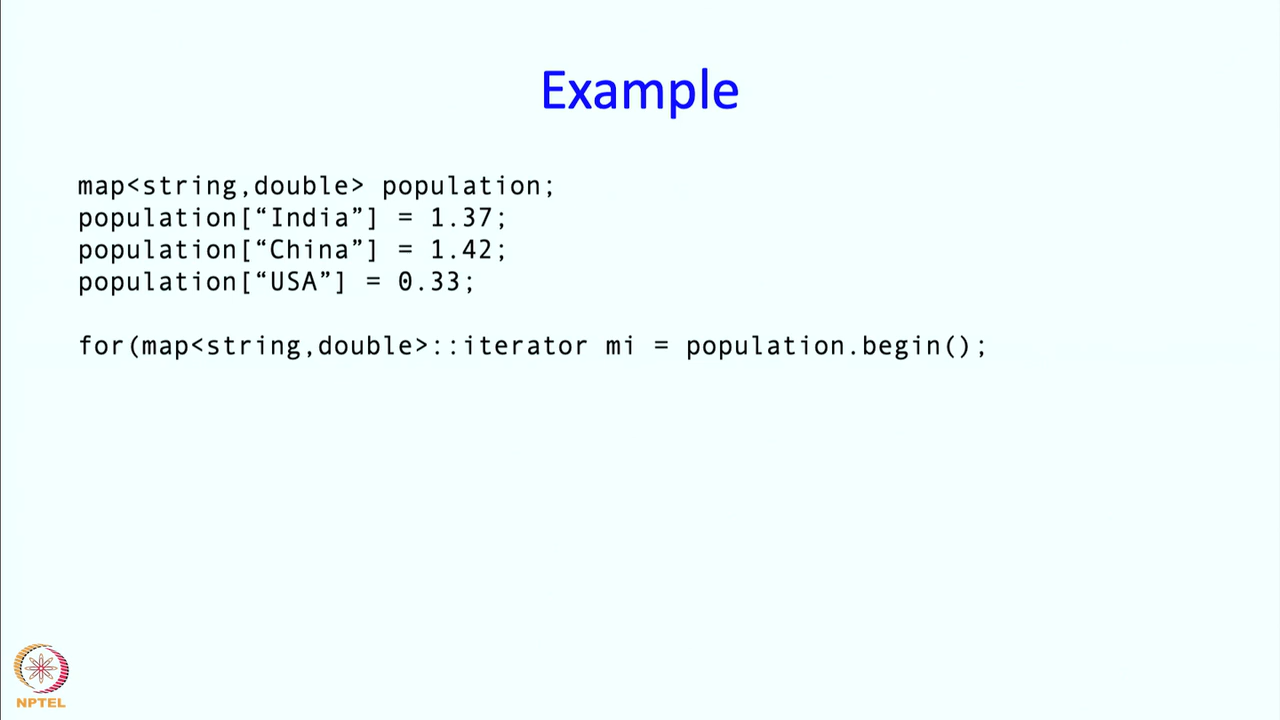 Example
map<string,double> population;
population[“India”] = 1.37;
population[“China”] = 1.42;
population[“USA”] = 0.33;
for(map<string,double>::iterator mi = population.begin();
NPTEL